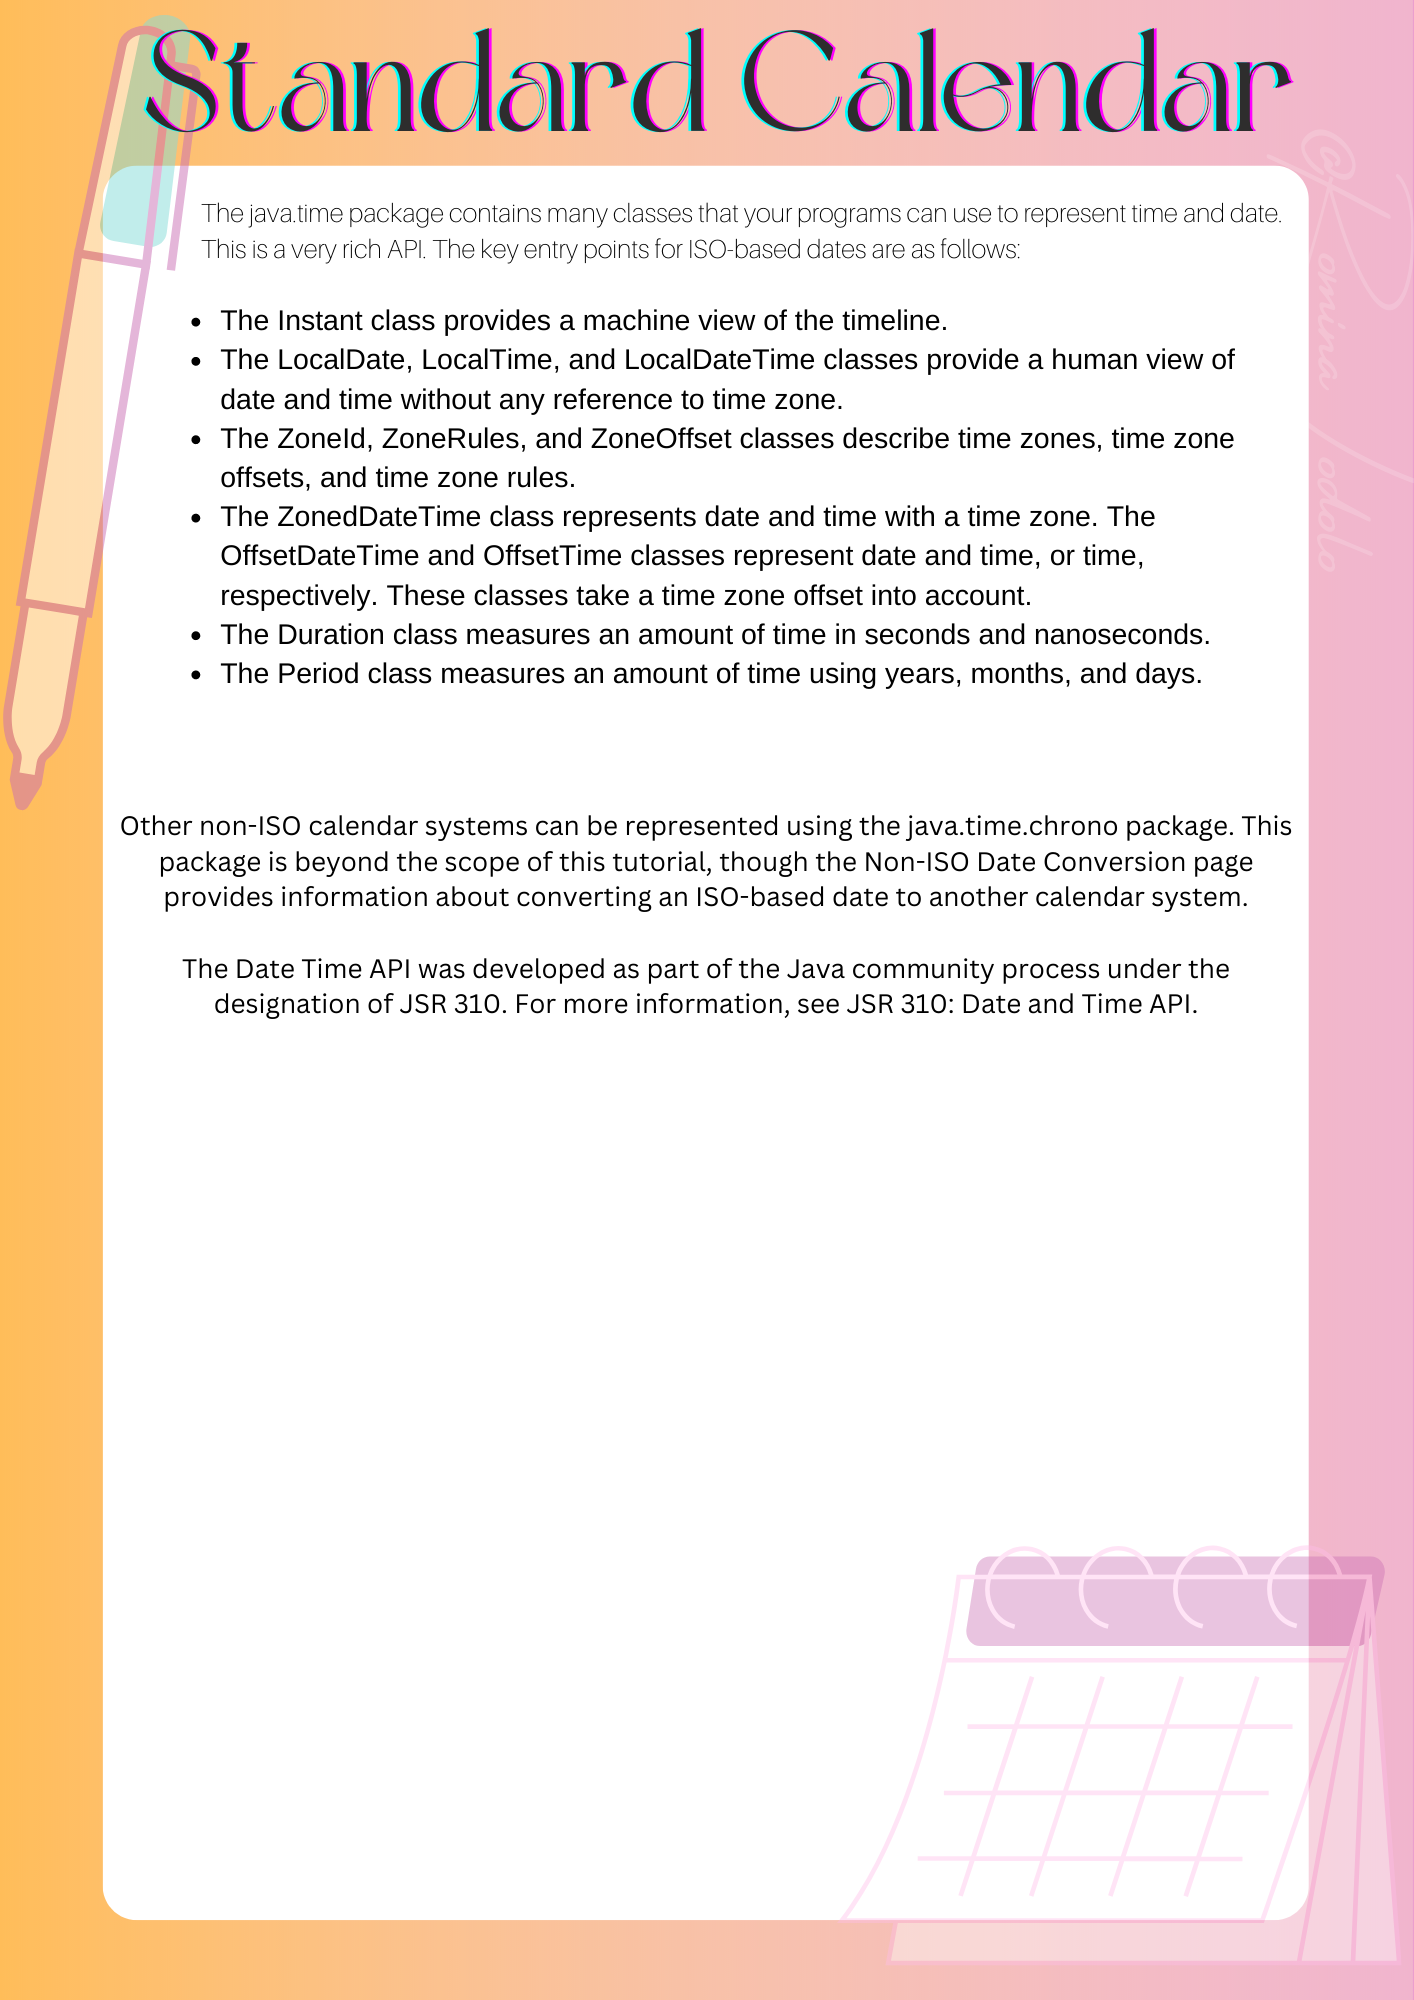 Standard Calendar
The java.time package contains many classes that your programs can use to represent time and date.
This is a very rich API. The key entry points for ISO-based dates are as follows:
• The Instant class provides a machine view of the timeline.
• The LocalDate, LocalTime, and LocalDateTime classes provide a human view of
date and time without any reference to time zone.
• The ZoneId, ZoneRules, and ZoneOffset classes describe time zones, time zone
offsets, and time zone rules.
• The ZonedDateTime class represents date and time with a time zone. The
OffsetDateTime and OffsetTime classes represent date and time, or time,
respectively. These classes take a time zone offset into account.
• The Duration class measures an amount of time in seconds and nanoseconds.
• The Period class measures an amount of time using years, months, and days.
Other non-ISO calendar systems can be represented using the java.time.chrono package. This
package is beyond the scope of this tutorial, though the Non-ISO Date Conversion page
provides information about converting an ISO-based date to another calendar system.
The Date Time API was developed as part of the Java community process under the
designation of JSR 310. For more information, see JSR 310: Date and Time API.
@Romina